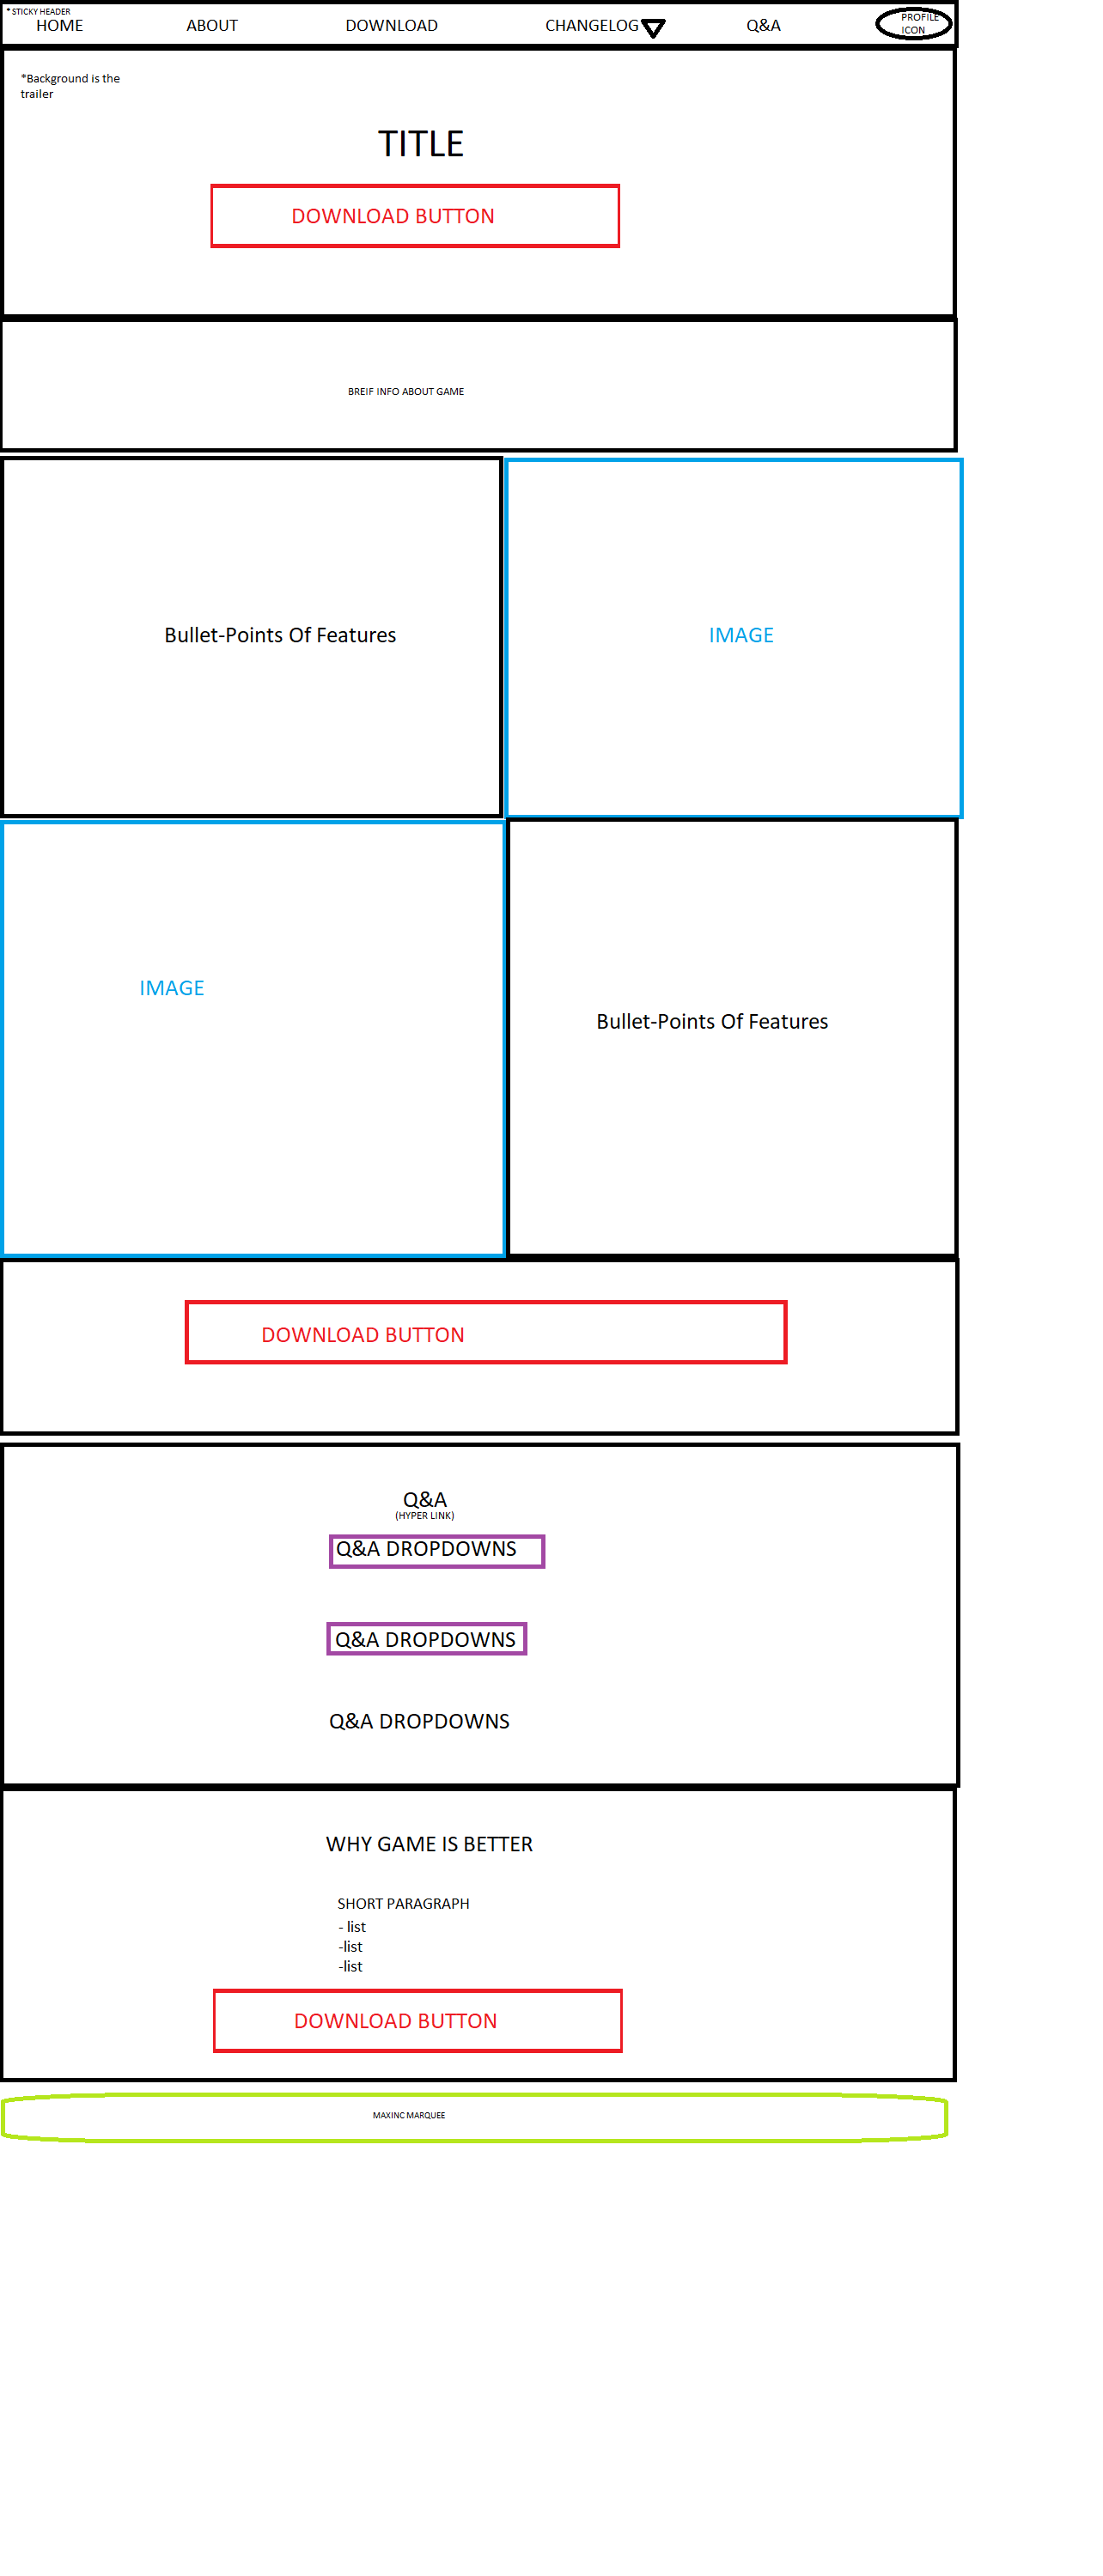 * STICKY HEADER
HOME ABOUT DOWNLOAD CHANGELOG Q&A PROFILE
ICON
*Background is the
trailer
TITLE
DOWNLOAD BUTTON
BREIF INFO ABOUT GAME
Bullet-Points Of Features
IMAGE
IMAGE
Bullet-Points Of Features
DOWNLOAD BUTTON
Q&A
(HYPER LINK)
Q&A DROPDOWNS
Q&A DROPDOWNS
Q&A DROPDOWNS
WHY GAME IS BETTER
SHORT PARAGRAPH
- list
-list
-list
DOWNLOAD BUTTON
MAXINC MARQUEE